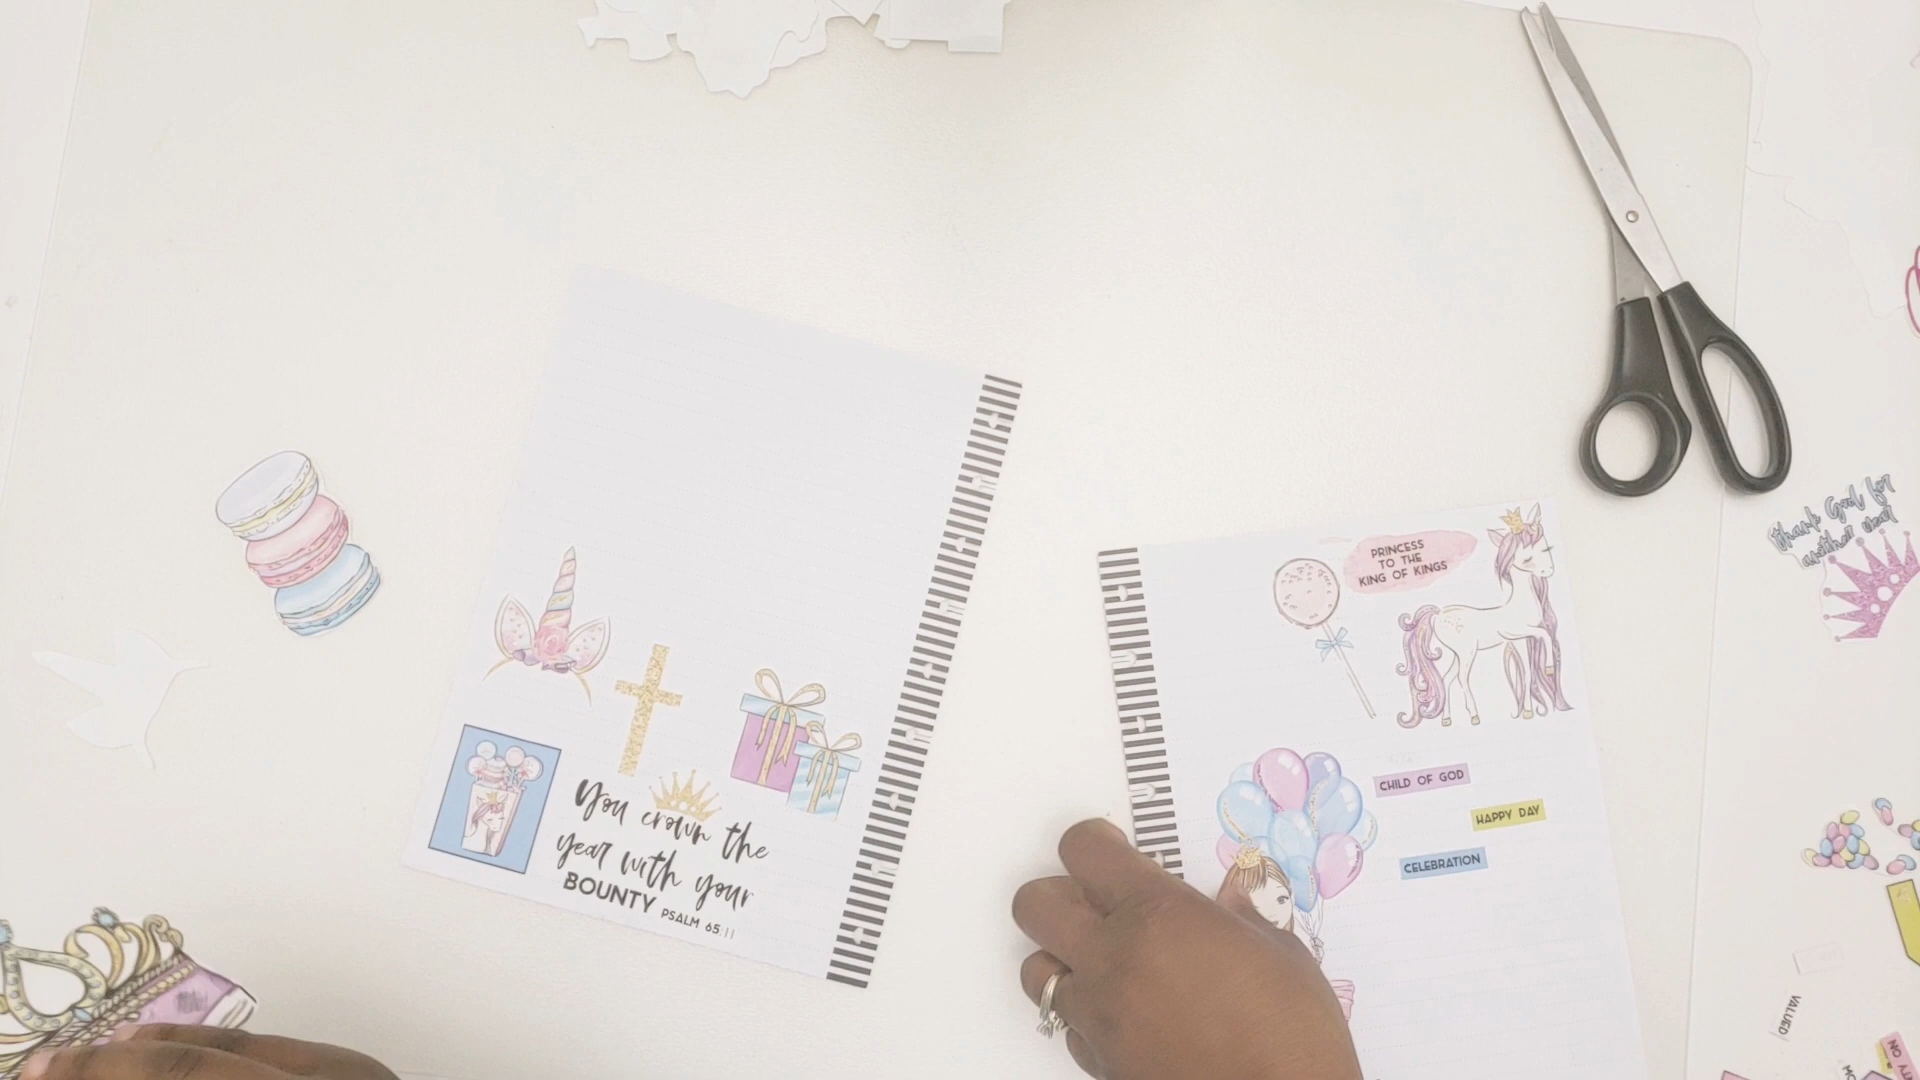 You crown the
year with your
BOUNTY PSALM 65:11
PRINCESS
TO THE
KING OF KINGS
CHILD OF GOD
HAPPY DAY
CELEBRATION
thank God for
another year
VALUED